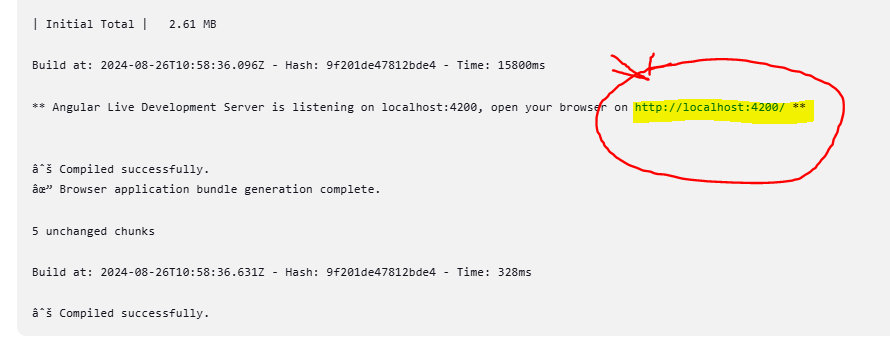 | Initial Total |   2.61 MB
Build at: 2024-08-26T10:58:36.096Z - Hash: 9f201de47812bde4 - Time: 15800ms
** Angular Live Development Server is listening on localhost:4200, open your browser on http://localhost:4200/ **
âˆš Compiled successfully.
âœ” Browser application bundle generation complete.
5 unchanged chunks
Build at: 2024-08-26T10:58:36.631Z - Hash: 9f201de47812bde4 - Time: 328ms
âˆš Compiled successfully.